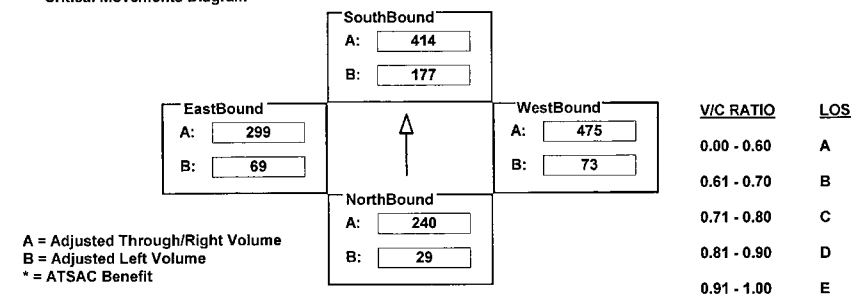 Critical Movements Diagram
SouthBound
A: 414
B: 177
EastBound
A: 299
B: 69
WestBound
A: 475
B: 73
NorthBound
A: 240
B: 29
A = Adjusted Through/Right Volume
B = Adjusted Left Volume
* = ATSAC Benefit
V/C RATIO LOS
0.00 - 0.60 A
0.61 - 0.70 B
0.71 - 0.80 C
0.81 - 0.90 D
0.91 - 1.00 E